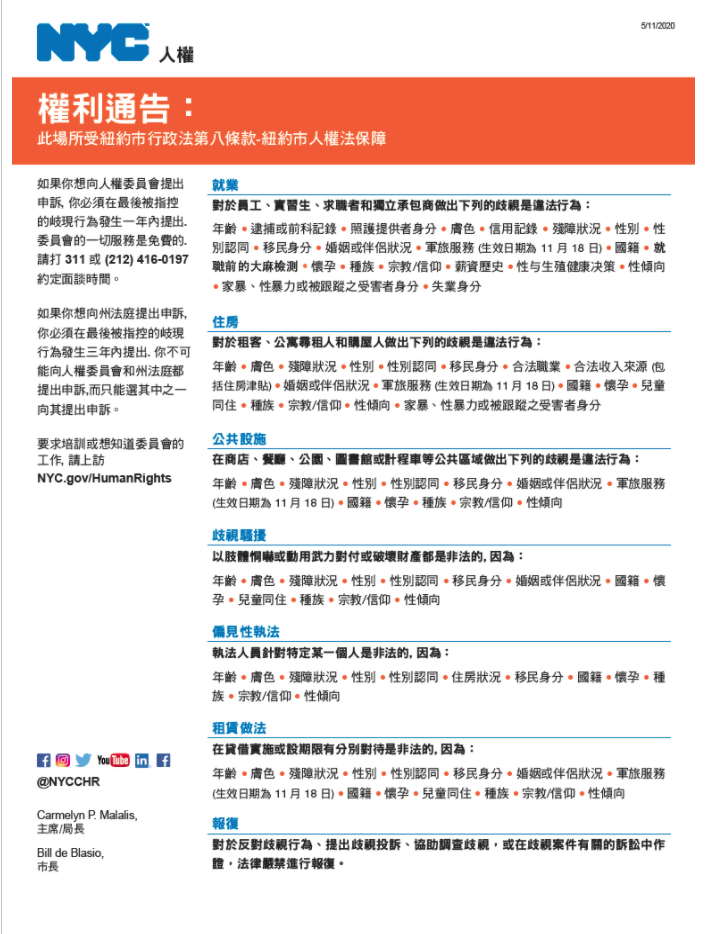 NYC 人權
5/11/2020
權利通告：
此場所受紐約市行政法第八條款-紐約市人權法保障
如果你想向人權委員會提出
申訴, 你必須在最後被指控
的岐現行為發生一年內提出.
委員會的一切服務是免費的.
請打 311 或 (212) 416-0197
約定面談時間。
如果你想向州法庭提出申訴,
你必須在最後被指控的岐現
行為發生三年內提出. 你不可
能向人權委員會和州法庭都
提出申訴,而只能選其中之一
向其提出申訴。
要求培訓或想知道委員會的
工作, 請上訪
NYC.gov/HumanRights
YouTube
@NYCCHR
Carmelyn P. Malalis,
主席/局長
Bill de Blasio,
市長
就業
對於員工、實習生、求職者和獨立承包商做出下列的歧視是違法行為：
年齡 • 逮捕或前科記錄 • 照護提供者身分 • 膚色 • 信用記錄 • 殘障狀況 • 性別 • 性
別認同 • 移民身分 • 婚姻或伴侶狀況 • 軍旅服務 (生效日期為 11 月 18 日) • 國籍 • 就
職前的大麻檢測 • 懷孕 • 種族 • 宗教/信仰 • 薪資歷史 • 性与生殖健康决策 • 性傾向
• 家暴、性暴力或被跟蹤之受害者身分 • 失業身分
住房
對於租客、公寓尋租人和購屋人做出下列的歧視是違法行為：
年齡 • 膚色 • 殘障狀況 • 性別 • 性別認同 • 移民身分 • 合法職業 • 合法收入來源 (包
括住房津貼) • 婚姻或伴侶狀況 • 軍旅服務 (生效日期為 11 月 18 日) • 國籍 • 懷孕 • 兒童
同住 • 種族 • 宗教/信仰 • 性傾向 • 家暴、性暴力或被跟蹤之受害者身分
公共設施
在商店、餐廳、公園、圖書館或計程車等公共區域做出下列的歧視是違法行為：
年齡 • 膚色 • 殘障狀況 • 性別 • 性別認同 • 移民身分 • 婚姻或伴侶狀況 • 軍旅服務
(生效日期為 11 月 18 日) • 國籍 • 懷孕 • 種族 • 宗教/信仰 • 性傾向
歧視騷擾
以肢體恫嚇或動用武力對付或破壞財產都是非法的, 因為：
年齡 • 膚色 • 殘障狀況 • 性別 • 性別認同 • 移民身分 • 婚姻或伴侶狀況 • 國籍 • 懷
孕 • 兒童同住 • 種族 • 宗教/信仰 • 性傾向
偏見性執法
執法人員針對特定某一個人是非法的, 因為：
年齡 • 膚色 • 殘障狀況 • 性別 • 性別認同 • 住房狀況 • 移民身分 • 國籍 • 懷孕 • 種
族 • 宗教/信仰 • 性傾向
租賃做法
在貸借實施或設期限有分別對待是非法的, 因為：
年齡 • 膚色 • 殘障狀況 • 性別 • 性別認同 • 移民身分 • 婚姻或伴侶狀況 • 軍旅服務
(生效日期為 11 月 18 日) • 國籍 • 懷孕 • 兒童同住 • 種族 • 宗教/信仰 • 性傾向
報復
對於反對歧視行為、提出歧視投訴、協助調查歧視，或在歧視案件有關的訴訟中作
證，法律嚴禁進行報復。